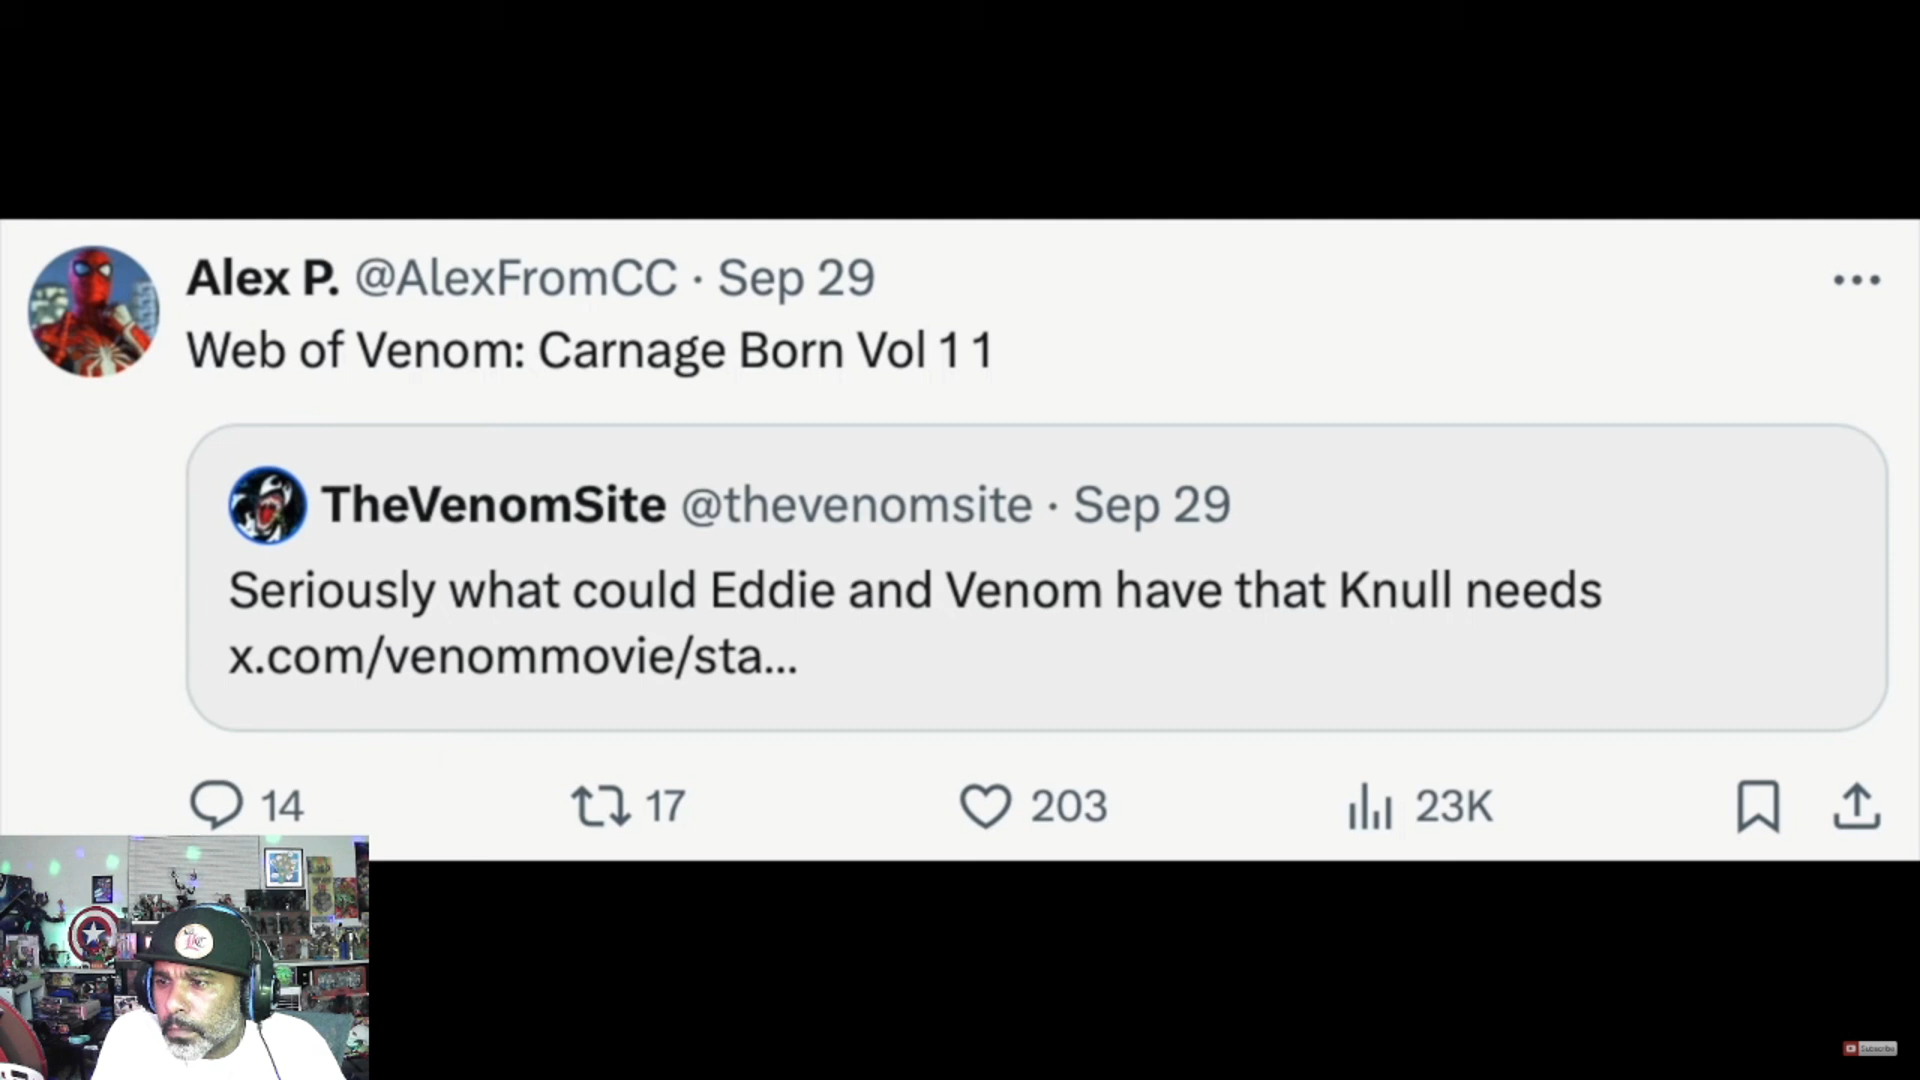 Alex P. @AlexFromCC · Sep 29
Web of Venom: Carnage Born Vol 1 1
TheVenomSite @thevenomsite · Sep 29
Seriously what could Eddie and Venom have that Knull needs
x.com/venommovie/sta...
14 17 203 23K
Subscribe